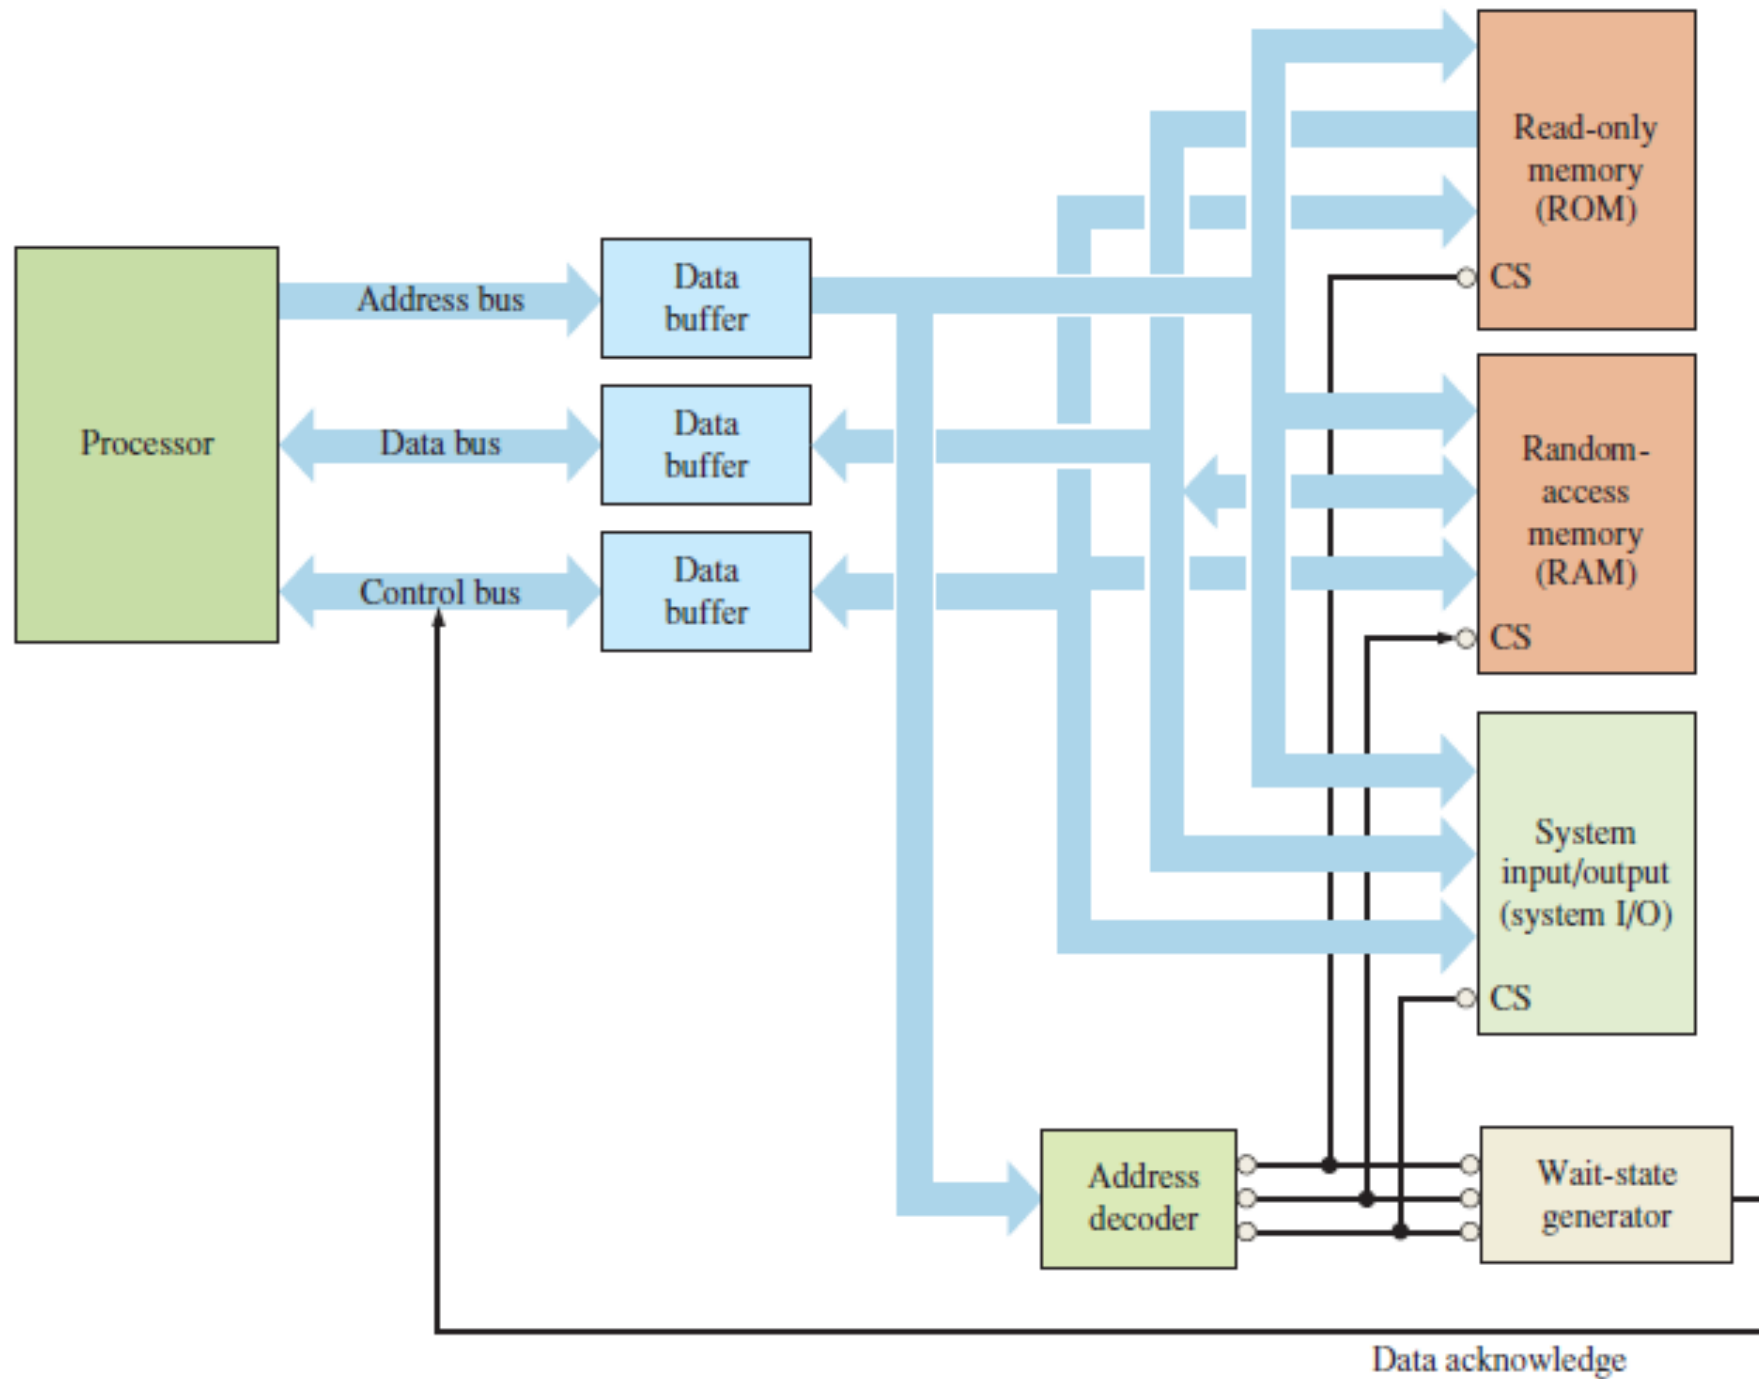 Processor
Address bus
Data bus
Control bus
Data
buffer
Data
buffer
Data
buffer
Read-only
memory
(ROM)
CS
Random-
access
memory
(RAM)
CS
System
input/output
(system I/O)
CS
Address
decoder
Wait-state
generator
Data acknowledge